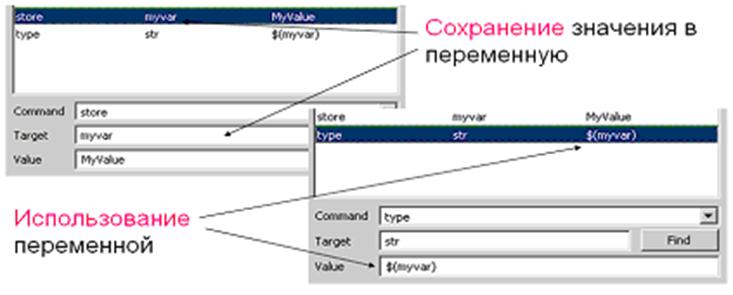 store myvar MyValue
type str $(myvar)
Command store
Target myvar
Value MyValue
Сохранение значения в
переменную
store myvar MyValue
type str $(myvar)
Command type
Target str Find
Value $(myvar)
Использование
переменной